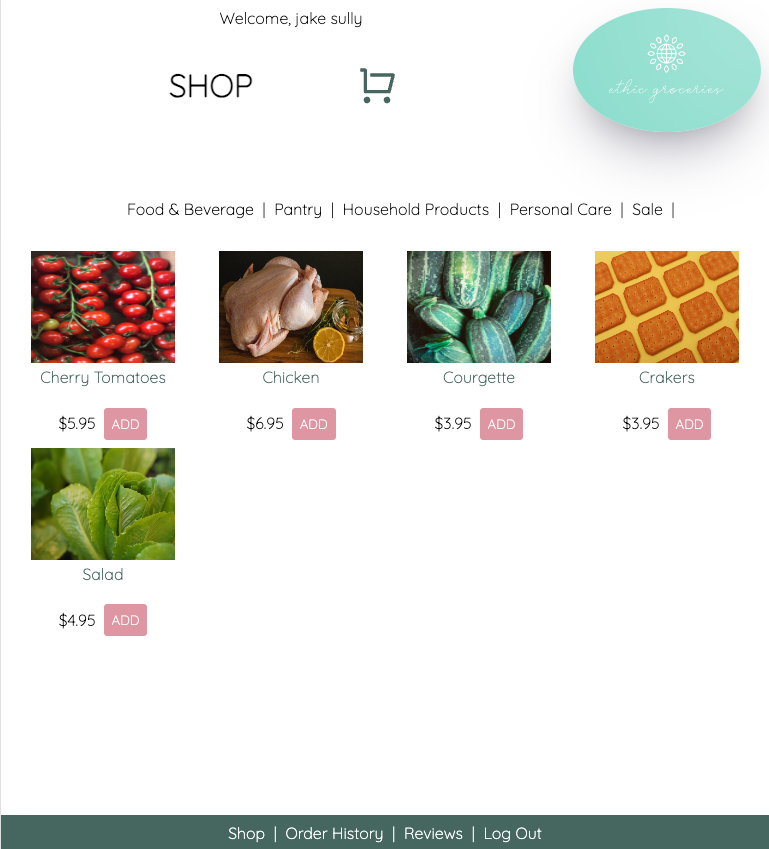 Welcome, jake sully
SHOP
ethic groceries
Food & Beverage | Pantry | Household Products | Personal Care | Sale |
Cherry Tomatoes
Chicken
Courgette
Crakers
$5.95 ADD
$6.95 ADD
$3.95 ADD
$3.95 ADD
Salad
$4.95 ADD
Shop | Order History | Reviews | Log Out